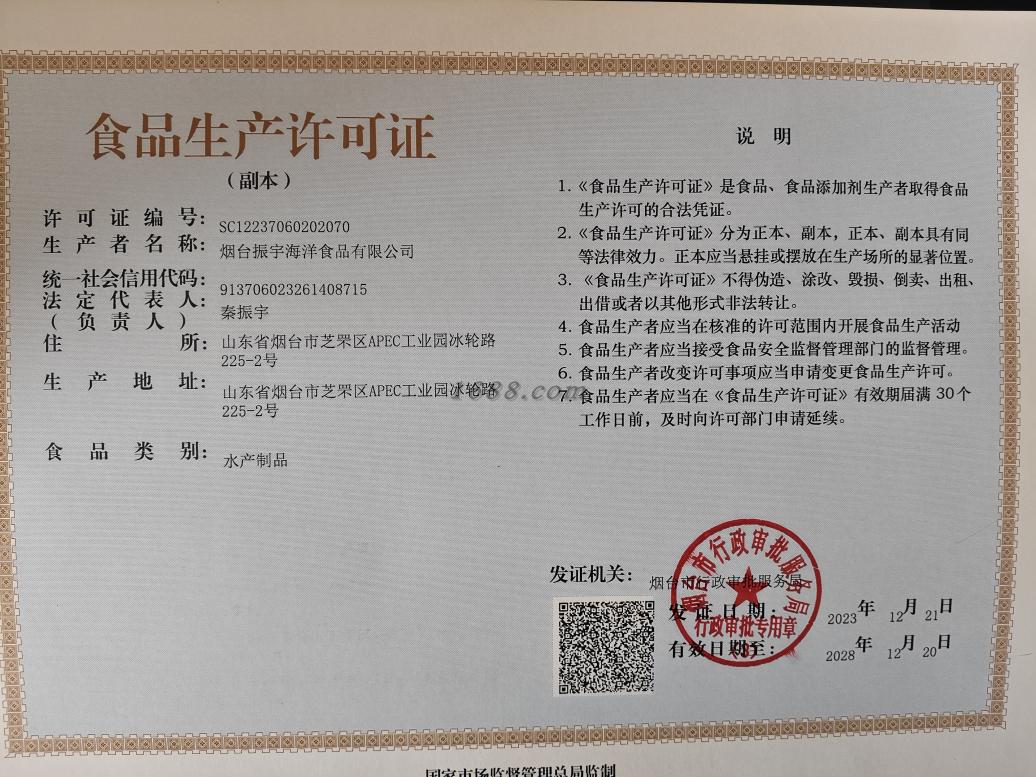 食品生产许可证
（副本）
许可证编号：SC12237060202070
生产者名称：烟台振宇海洋食品有限公司
统一社会信用代码：913706023261408715
法定代表人：秦振宇
（负责人）
住所：山东省烟台市芝罘区APEC工业园冰轮路
225-2号
生产地址：山东省烟台市芝罘区APEC工业园冰轮路
225-2号
食品类别：水产制品
说 明
1.《食品生产许可证》是食品、食品添加剂生产者取得食品
生产许可的合法凭证。
2.《食品生产许可证》分为正本、副本，正本、副本具有同
等法律效力。正本应当悬挂或摆放在生产场所的显著位置。
3.《食品生产许可证》不得伪造、涂改、毁损、倒卖、出租、
出借或者以其他形式非法转让。
4. 食品生产者应当在核准的许可范围内开展食品生产活动
5. 食品生产者应当接受食品安全监督管理部门的监督管理。
6. 食品生产者改变许可事项应当申请变更食品生产许可。
7. 食品生产者应当在《食品生产许可证》有效期届满 30个
工作日前，及时向许可部门申请延续。
1688.com
发证机关：烟台市行政审批服务局
发证日期：2023年 12月 21日
有效日期至：2028年 12月 20日
烟台市行政审批服务局
行政审批专用章
国家市场监督管理总局监制